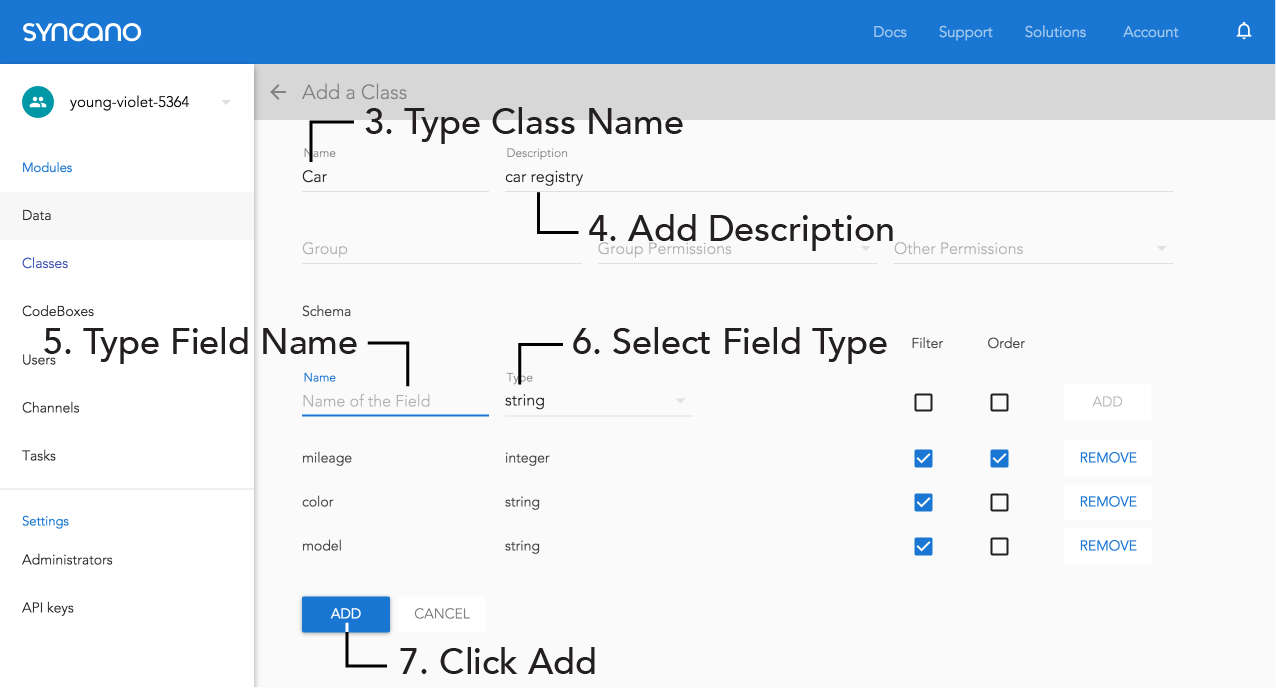 syncano
Docs Support Solutions Account
young-violet-5364
Add a Class
3. Type Class Name
Modules
Name Description
Car car registry
Data
4. Add Description
Group Group Permissions Other Permissions
Classes
CodeBoxes
Schema
5. Type Field Name 6. Select Field Type Filter Order
Users
Name Type
Name of the Field string ADD
Channels
Tasks
mileage integer REMOVE
color string REMOVE
Settings
model string REMOVE
Administrators
API keys
ADD CANCEL
7. Click Add